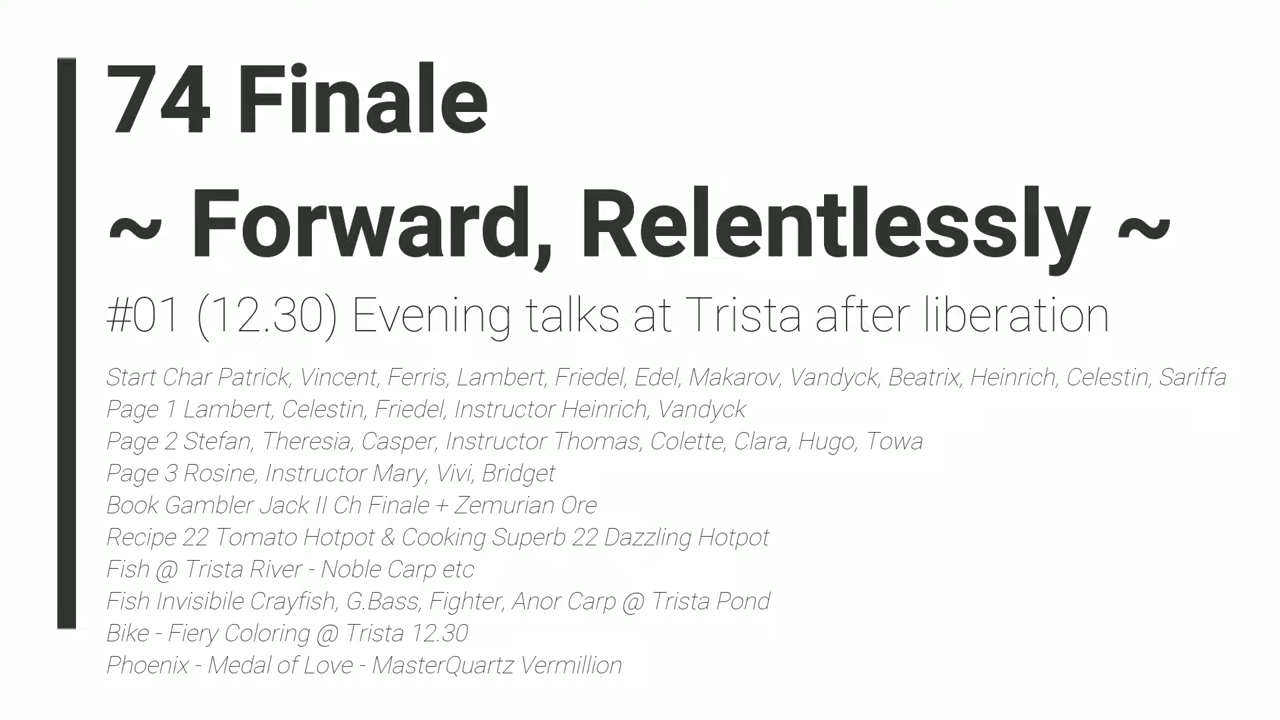 74 Finale
~ Forward, Relentlessly ~
#01 (12.30) Evening talks at Trista after liberation
Start Char Patrick, Vincent, Ferris, Lambert, Friedel, Edel, Makarov, Vandyck, Beatrix, Heinrich, Celestin, Sariffa
Page 1 Lambert, Celestin, Friedel, Instructor Heinrich, Vandyck
Page 2 Stefan, Theresia, Casper, Instructor Thomas, Colette, Clara, Hugo, Towa
Page 3 Rosine, Instructor Mary, Vivi, Bridget
Book Gambler Jack II Ch Finale + Zemurian Ore
Recipe 22 Tomato Hotpot & Cooking Superb 22 Dazzling Hotpot
Fish @ Trista River - Noble Carp etc
Fish Invisibile Crayfish, G.Bass, Fighter, Anor Carp @ Trista Pond
Bike - Fiery Coloring @ Trista 12.30
Phoenix - Medal of Love - MasterQuartz Vermillion